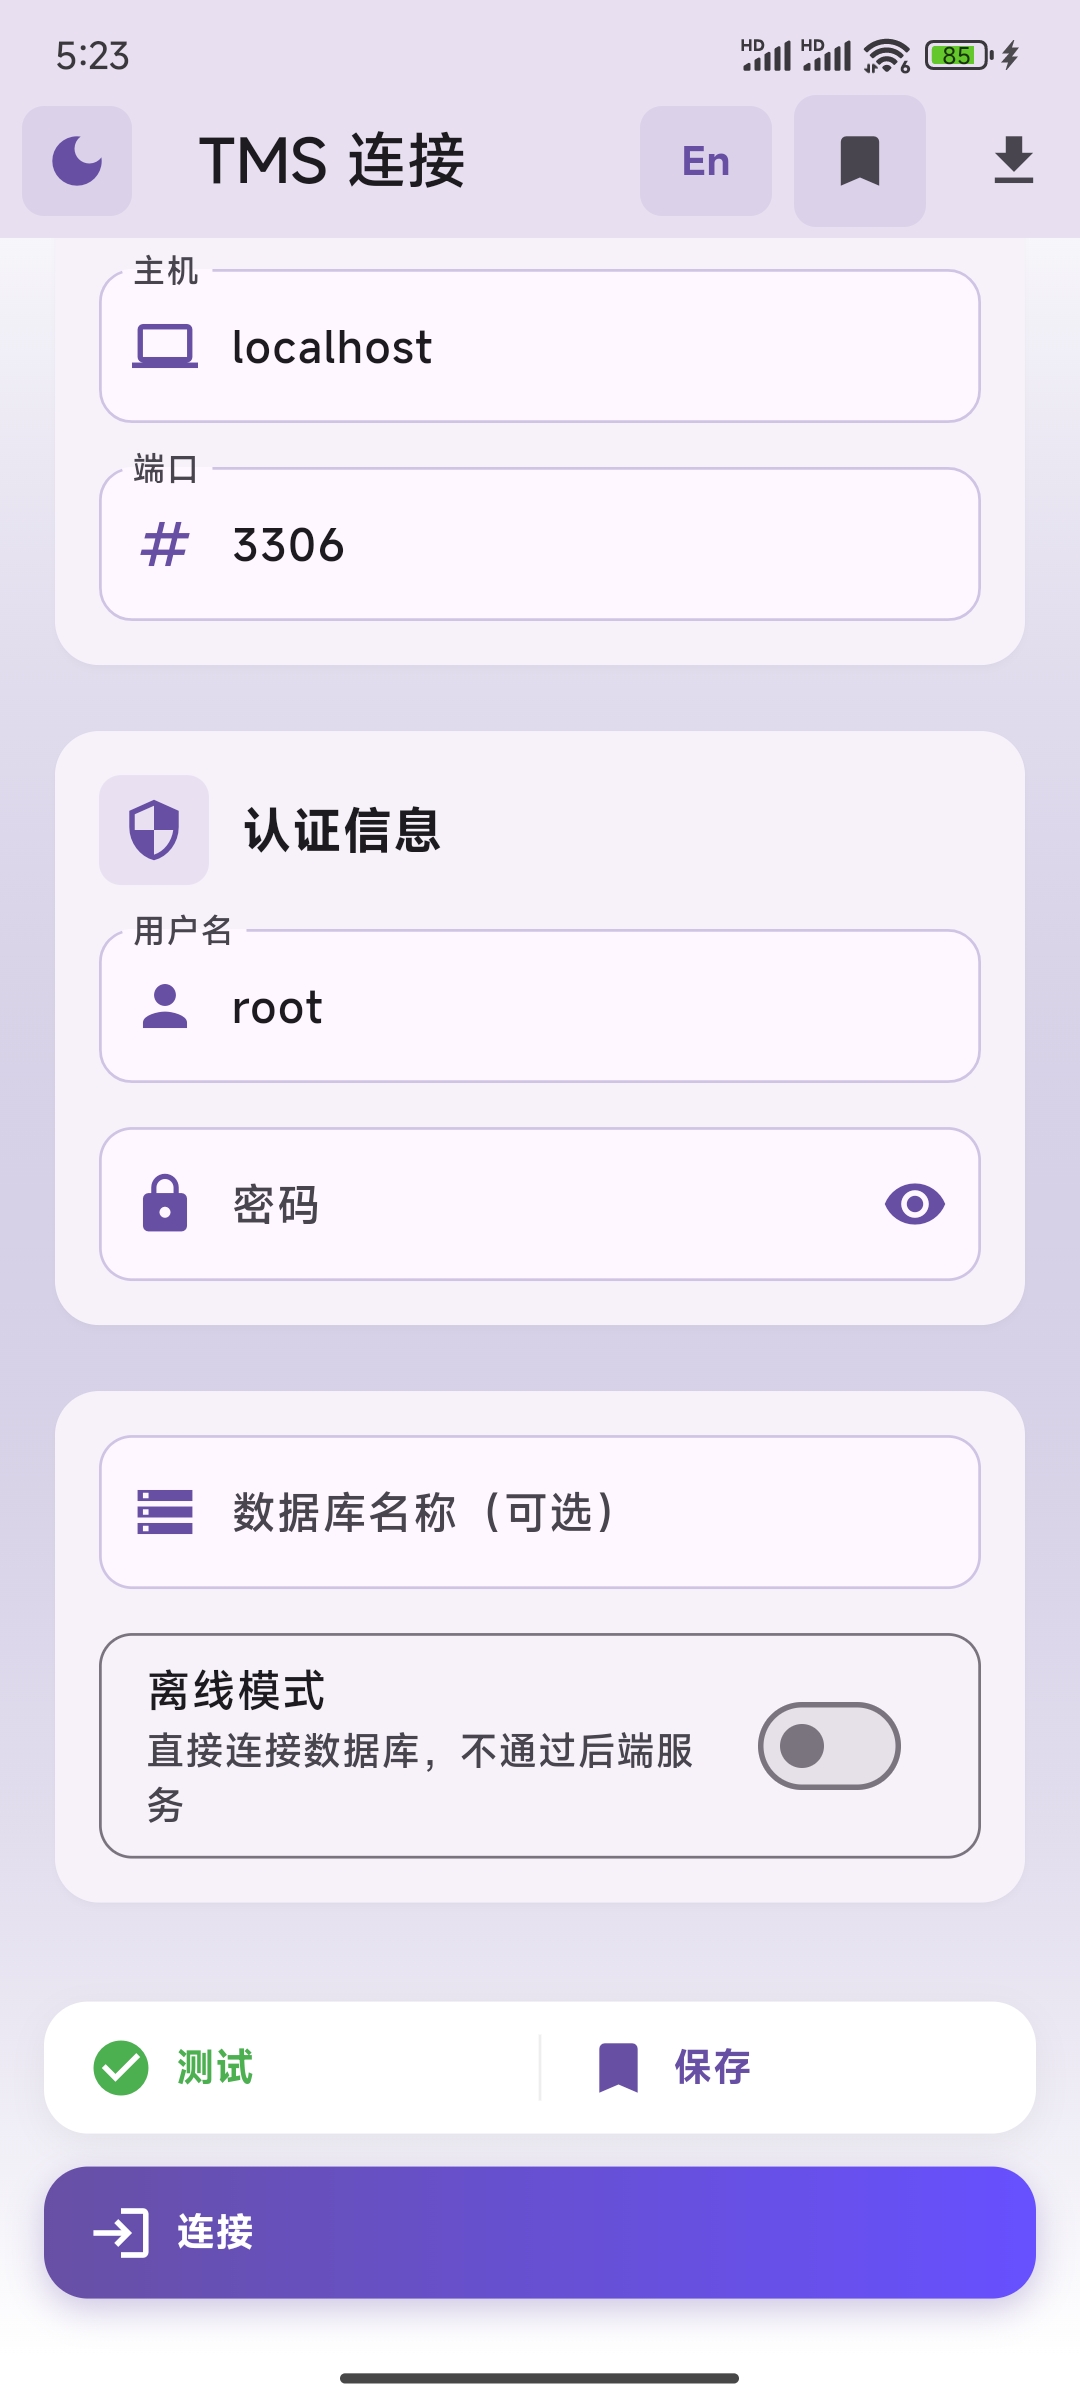 5:23
HD HD 6 85
TMS 连接
En
主机
localhost
端口
3306
认证信息
用户名
root
密码
数据库名称（可选）
离线模式
直接连接数据库，不通过后端服
务
测试
保存
连接